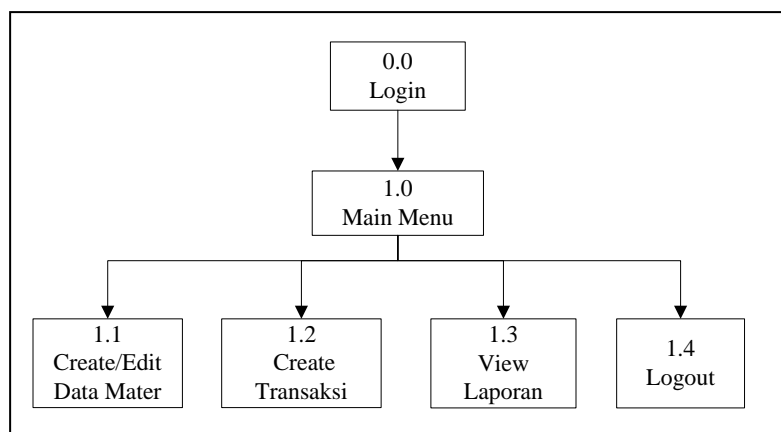 0.0
Login
1.0
Main Menu
1.1
Create/Edit
Data Mater
1.2
Create
Transaksi
1.3
View
Laporan
1.4
Logout